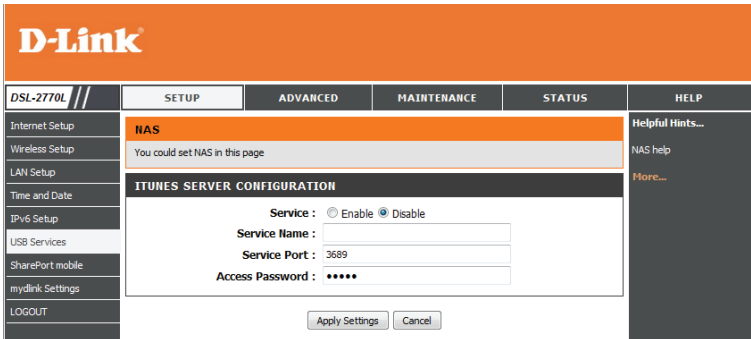 D-Link
DSL-2770L
SETUP
ADVANCED
MAINTENANCE
STATUS
HELP
Internet Setup
Wireless Setup
LAN Setup
Time and Date
IPv6 Setup
USB Services
SharePort mobile
mydlink Settings
LOGOUT
NAS
You could set NAS in this page
ITUNES SERVER CONFIGURATION
Service : Enable Disable
Service Name :
Service Port : 3689
Access Password : •••••
Apply Settings Cancel
Helpful Hints...
NAS help
More...